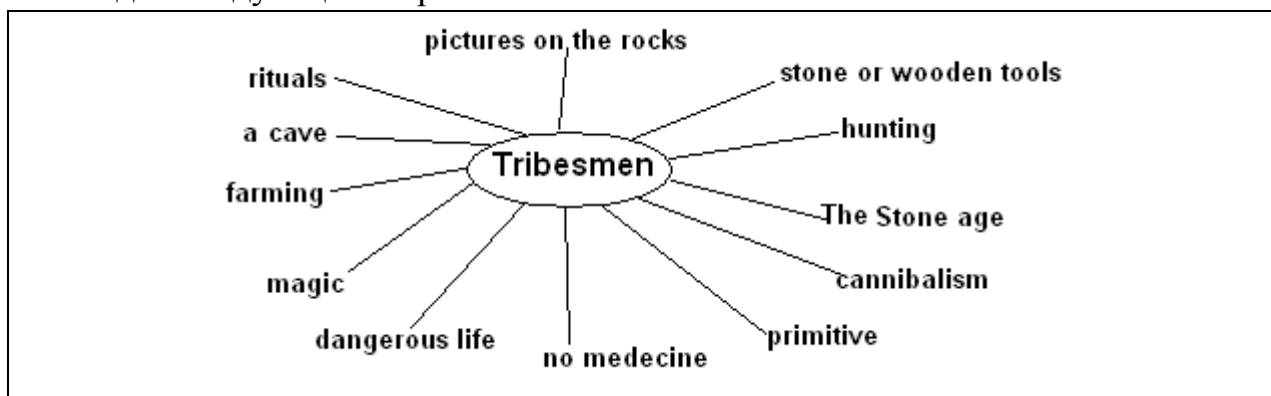 pictures on the rocks
rituals
stone or wooden tools
a cave
hunting
Tribesmen
farming
The Stone age
magic
cannibalism
dangerous life
no medecine
primitive